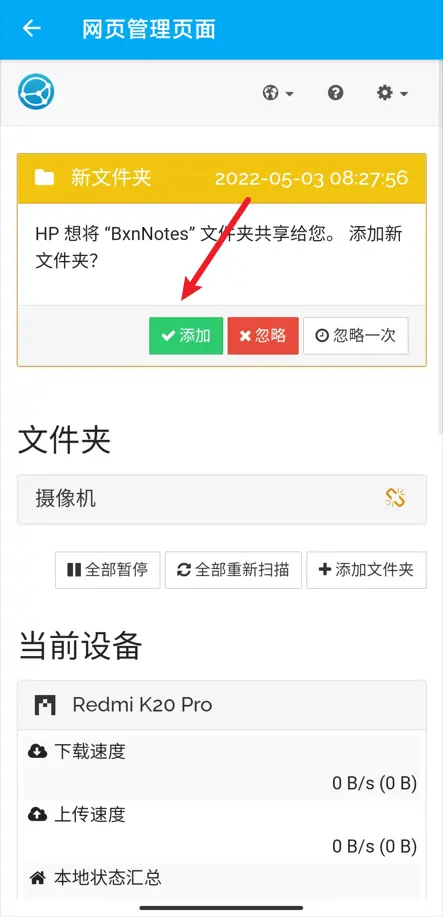 网页管理页面
新文件夹 2022-05-03 08:27:56
HP 想将 “BxnNotes” 文件夹共享给您。 添加新
文件夹？
添加 忽略 忽略一次
文件夹
摄像机
全部暂停 全部重新扫描 添加文件夹
当前设备
Redmi K20 Pro
下载速度
0 B/s (0 B)
上传速度
0 B/s (0 B)
本地状态汇总